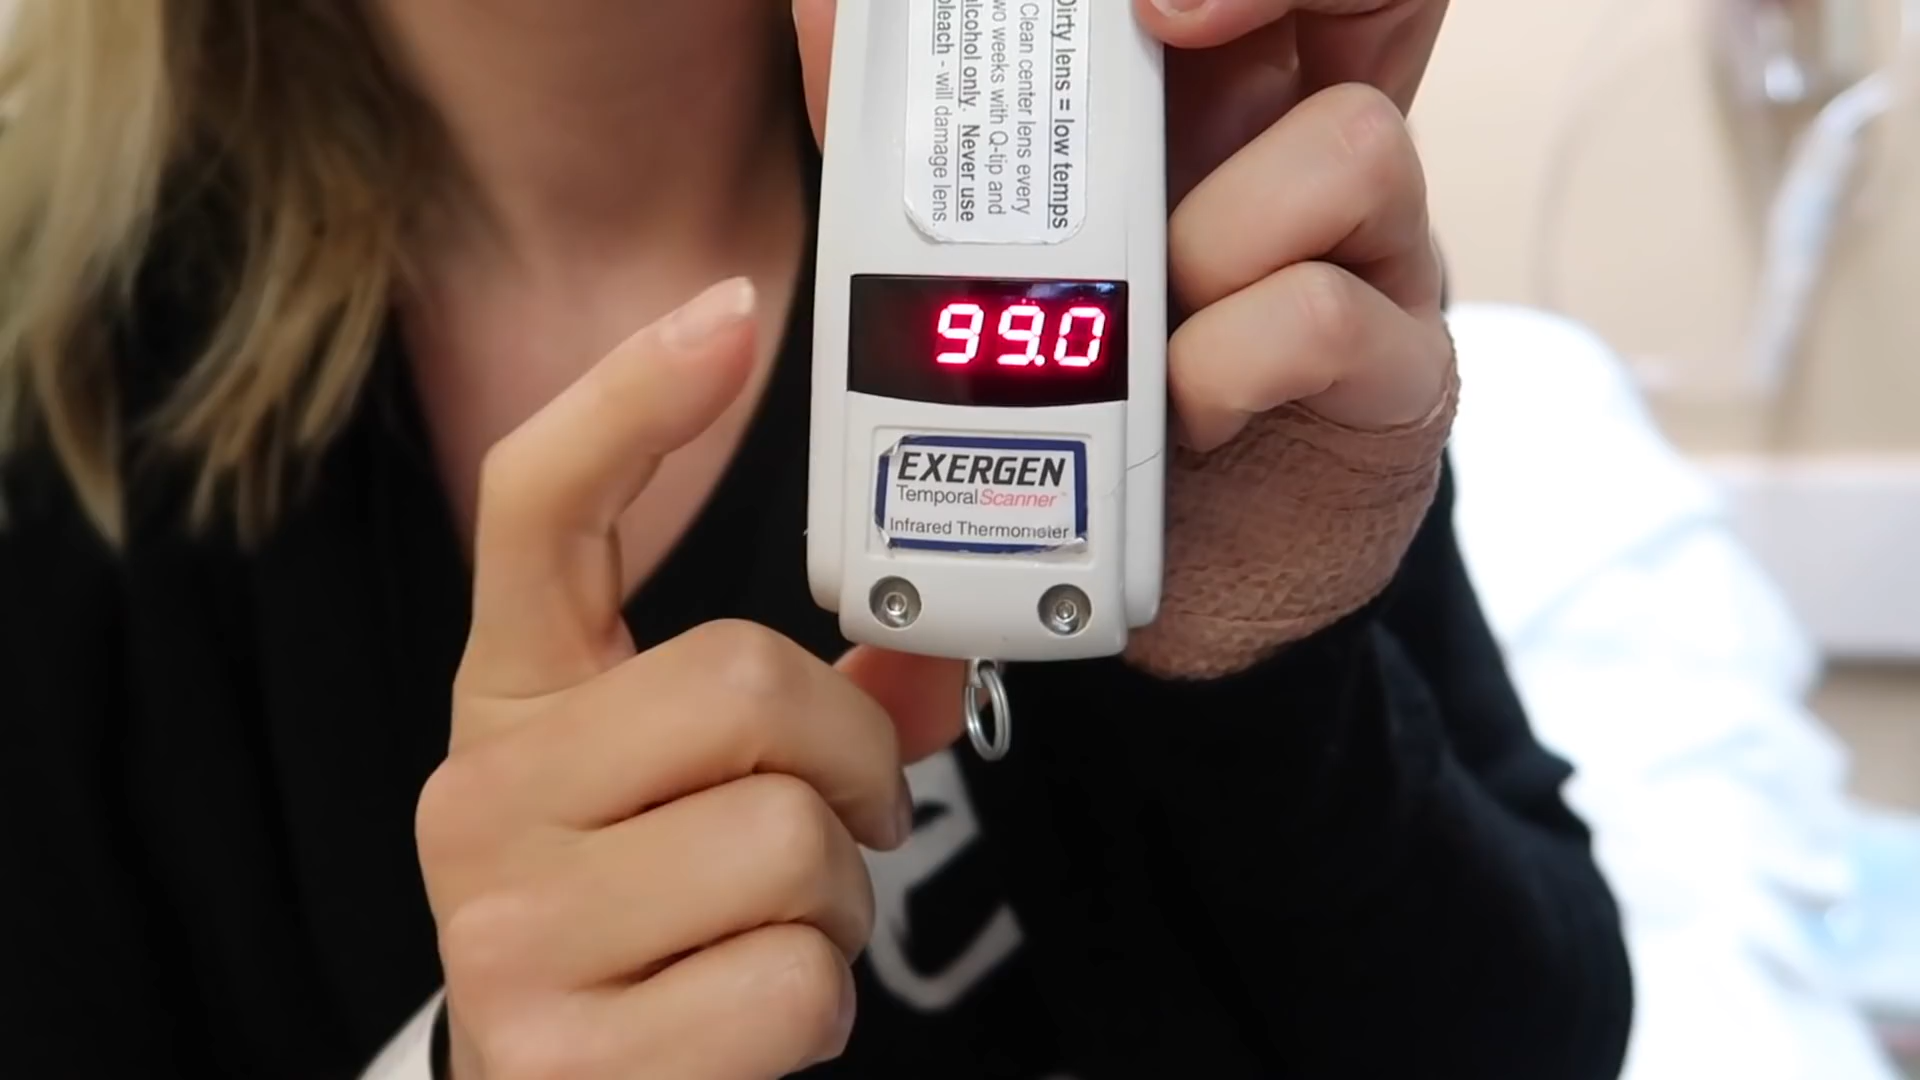 Dirty lens = low temps
Clean center lens every
two weeks with Q-tip and
alcohol only. Never use
bleach - will damage lens.
99.0
EXERGEN
TemporalScanner™
Infrared Thermometer